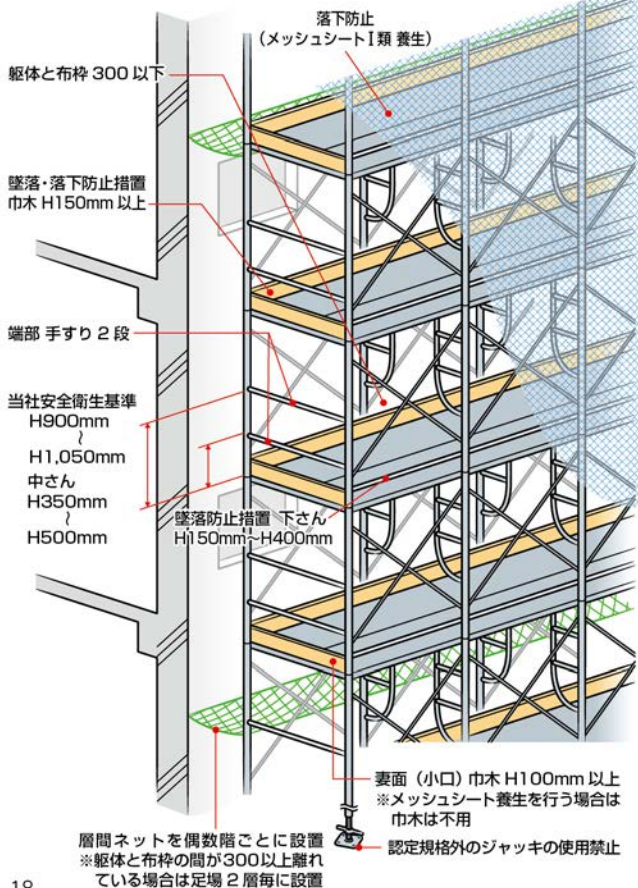 落下防止
（メッシュシートⅠ類 養生）
躯体と布枠 300 以下
墜落・落下防止措置
巾木 H150mm 以上
端部 手すり 2 段
当社安全衛生基準
H900mm
～
H1,050mm
中さん
H350mm
～
H500mm
墜落防止措置 下さん
H150mm～H400mm
妻面（小口）巾木 H100mm 以上
※メッシュシート養生を行う場合は
巾木は不用
認定規格外のジャッキの使用禁止
層間ネットを偶数階ごとに設置
※躯体と布枠の間が300以上離れ
ている場合は足場 2 層毎に設置